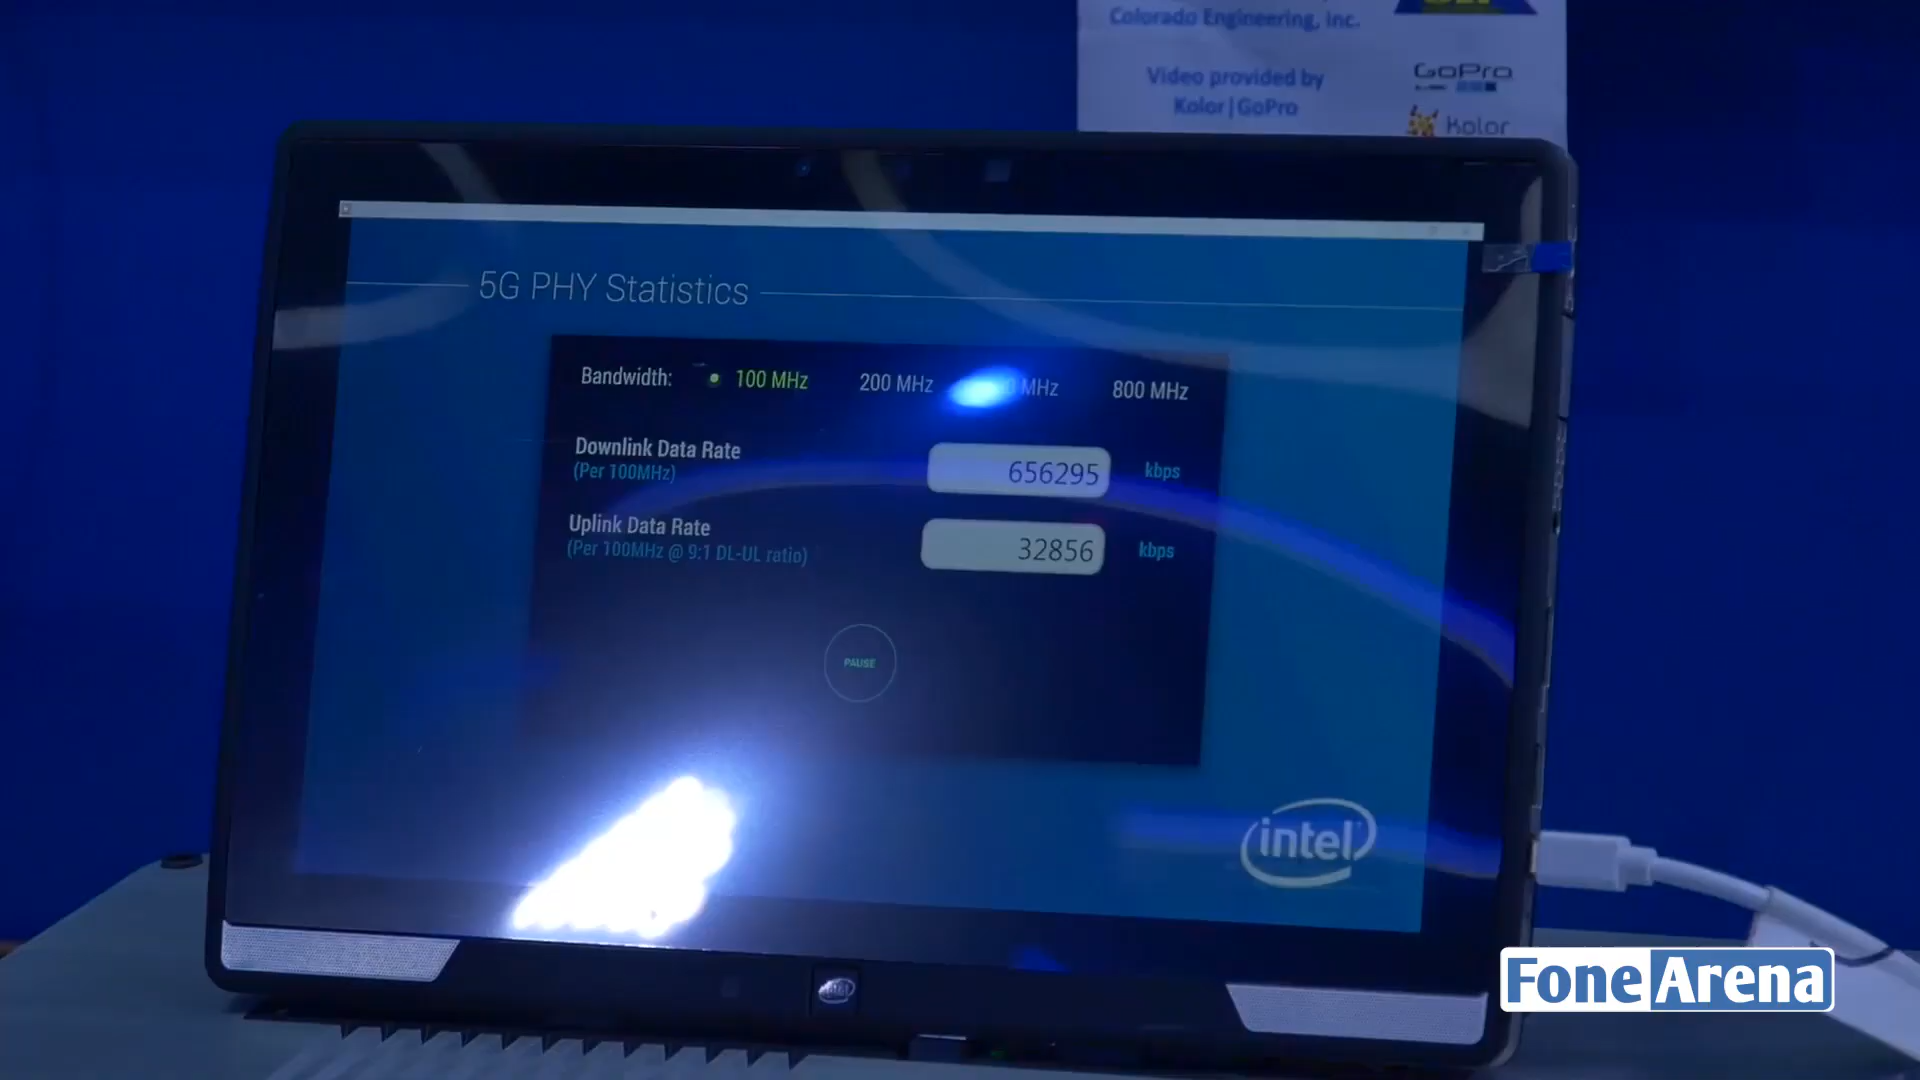 Colorado Engineering, Inc.
Video provided by
Kolor|GoPro
GoPro
kolor
5G PHY Statistics
Bandwidth: 100 MHz 200 MHz MHz 800 MHz
Downlink Data Rate
(Per 100MHz)
656295 kbps
Uplink Data Rate
(Per 100MHz @ 9:1 DL-UL ratio)
32856 kbps
PAUSE
intel
intel
FoneArena